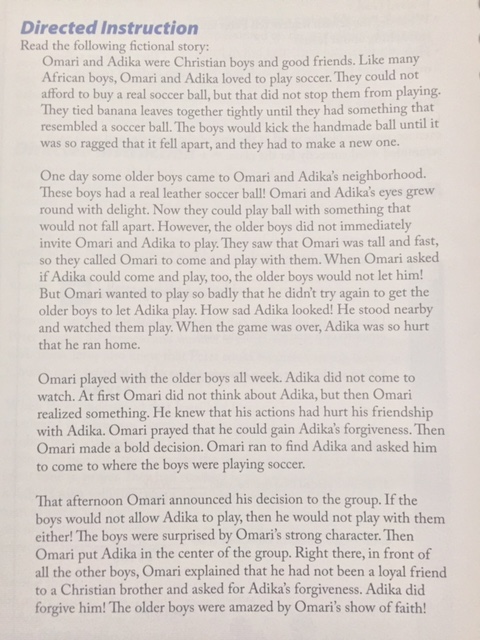 Directed Instruction
Read the following fictional story:
Omari and Adika were Christian boys and good friends. Like many
African boys, Omari and Adika loved to play soccer. They could not
afford to buy a real soccer ball, but that did not stop them from playing.
They tied banana leaves together tightly until they had something that
resembled a soccer ball. The boys would kick the handmade ball until it
was so ragged that it fell apart, and they had to make a new one.
One day some older boys came to Omari and Adika's neighborhood.
These boys had a real leather soccer ball! Omari and Adika's eyes grew
round with delight. Now they could play ball with something that
would not fall apart. However, the older boys did not immediately
invite Omari and Adika to play. They saw that Omari was tall and fast,
so they called Omari to come and play with them. When Omari asked
if Adika could come and play, too, the older boys would not let him!
But Omari wanted to play so badly that he didn't try again to get the
older boys to let Adika play. How sad Adika looked! He stood nearby
and watched them play. When the game was over, Adika was so hurt
that he ran home.
Omari played with the older boys all week. Adika did not come to
watch. At first Omari did not think about Adika, but then Omari
realized something. He knew that his actions had hurt his friendship
with Adika. Omari prayed that he could gain Adika's forgiveness. Then
Omari made a bold decision. Omari ran to find Adika and asked him
to come to where the boys were playing soccer.
That afternoon Omari announced his decision to the group. If the
boys would not allow Adika to play, then he would not play with them
either! The boys were surprised by Omari's strong character. Then
Omari put Adika in the center of the group. Right there, in front of
all the other boys, Omari explained that he had not been a loyal friend
to a Christian brother and asked for Adika's forgiveness. Adika did
forgive him! The older boys were amazed by Omari's show of faith!